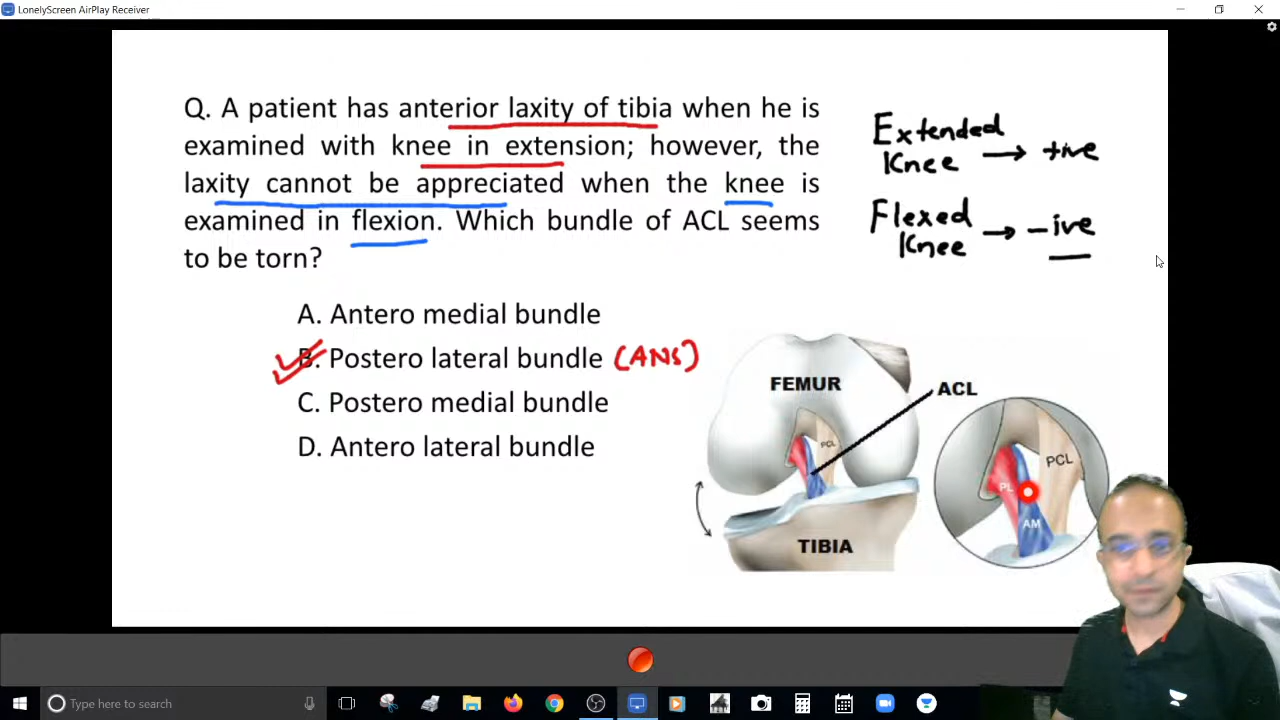 LonelyScreen AirPlay Receiver
Q. A patient has anterior laxity of tibia when he is
examined with knee in extension; however, the
laxity cannot be appreciated when the knee is
examined in flexion. Which bundle of ACL seems
to be torn?
Extended
Knee → +ive
Flexed
Knee → -ive
A. Antero medial bundle
B. Postero lateral bundle (ANS)
C. Postero medial bundle
D. Antero lateral bundle
FEMUR
ACL
PCL
TIBIA
PCL
PL
AM
Type here to search